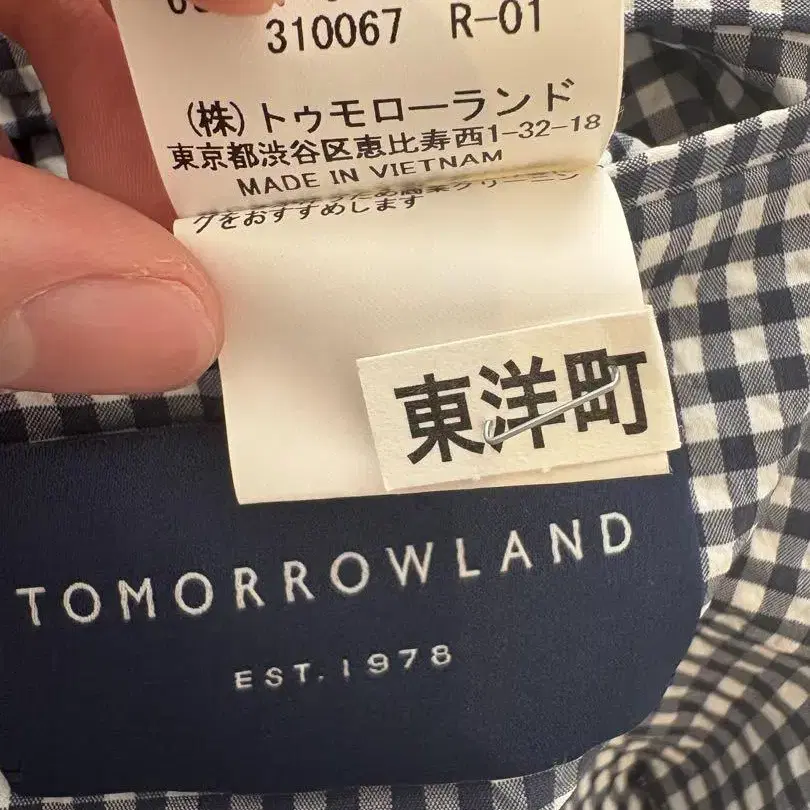 310067 R-01
(株)トゥモローランド
東京都渋谷区恵比寿西1-32-18
MADE IN VIETNAM
グをおすすめします
東洋町
TOMORROWLAND
EST. 1978